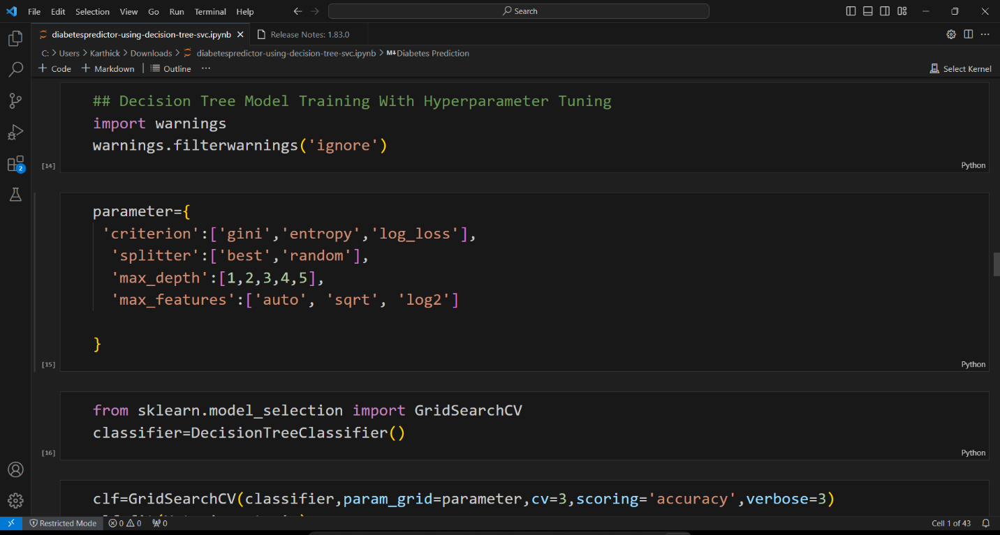 File Edit Selection View Go Run Terminal Help Search
diabetespredictor-using-decision-tree-svc.ipynb Release Notes: 1.83.0
C: > Users > Karthick > Downloads > diabetespredictor-using-decision-tree-svc.ipynb > M↓Diabetes Prediction
+ Code + Markdown | Outline ··· Select Kernel
## Decision Tree Model Training With Hyperparameter Tuning
import warnings
warnings.filterwarnings('ignore')
[14] Python
2
parameter={
'criterion':['gini','entropy','log_loss'],
'splitter':['best','random'],
'max_depth':[1,2,3,4,5],
'max_features':['auto', 'sqrt', 'log2']
}
[15] Python
from sklearn.model_selection import GridSearchCV
classifier=DecisionTreeClassifier()
[16] Python
clf=GridSearchCV(classifier,param_grid=parameter,cv=3,scoring='accuracy',verbose=3)
Restricted Mode 0 0 0 Cell 1 of 43